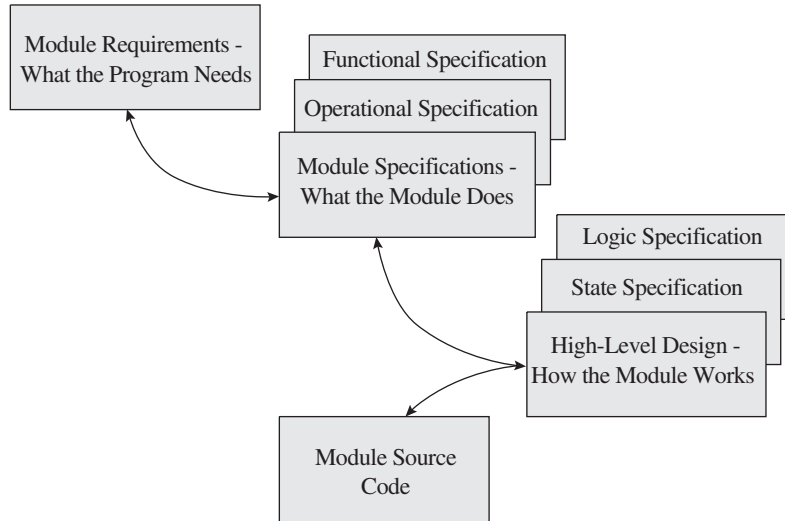 Module Requirements -
What the Program Needs
Functional Specification
Operational Specification
Module Specifications -
What the Module Does
Logic Specification
State Specification
High-Level Design -
How the Module Works
Module Source
Code